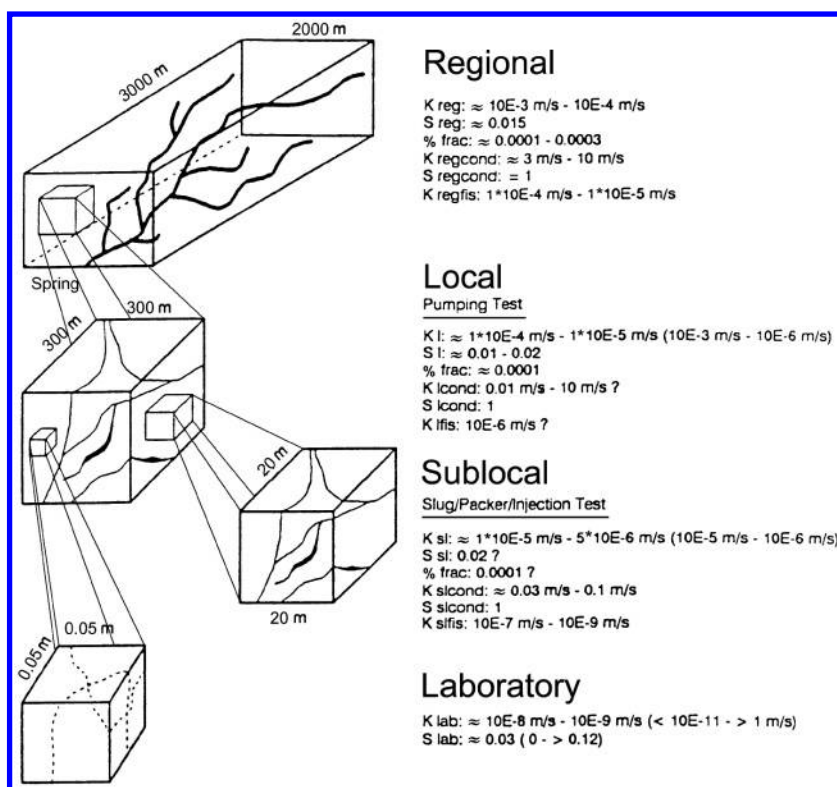 2000 m
3000 m
Spring
300 m
300 m
20 m
20 m
0.05 m
0.05 m
Regional
K reg: ≈ 10E-3 m/s - 10E-4 m/s
S reg: ≈ 0.015
% frac: ≈ 0.0001 - 0.0003
K regcond: ≈ 3 m/s - 10 m/s
S regcond: = 1
K regfis: 1*10E-4 m/s - 1*10E-5 m/s
Local
Pumping Test
K l: ≈ 1*10E-4 m/s - 1*10E-5 m/s (10E-3 m/s - 10E-6 m/s)
S l: ≈ 0.01 - 0.02
% frac: ≈ 0.0001
K lcond: 0.01 m/s - 10 m/s ?
S lcond: 1
K lfis: 10E-6 m/s ?
Sublocal
Slug/Packer/Injection Test
K sl: ≈ 1*10E-5 m/s - 5*10E-6 m/s (10E-5 m/s - 10E-6 m/s)
S sl: 0.02 ?
% frac: 0.0001 ?
K slcond: ≈ 0.03 m/s - 0.1 m/s
S slcond: 1
K slfis: 10E-7 m/s - 10E-9 m/s
Laboratory
K lab: ≈ 10E-8 m/s - 10E-9 m/s (< 10E-11 - > 1 m/s)
S lab: ≈ 0.03 ( 0 - > 0.12)